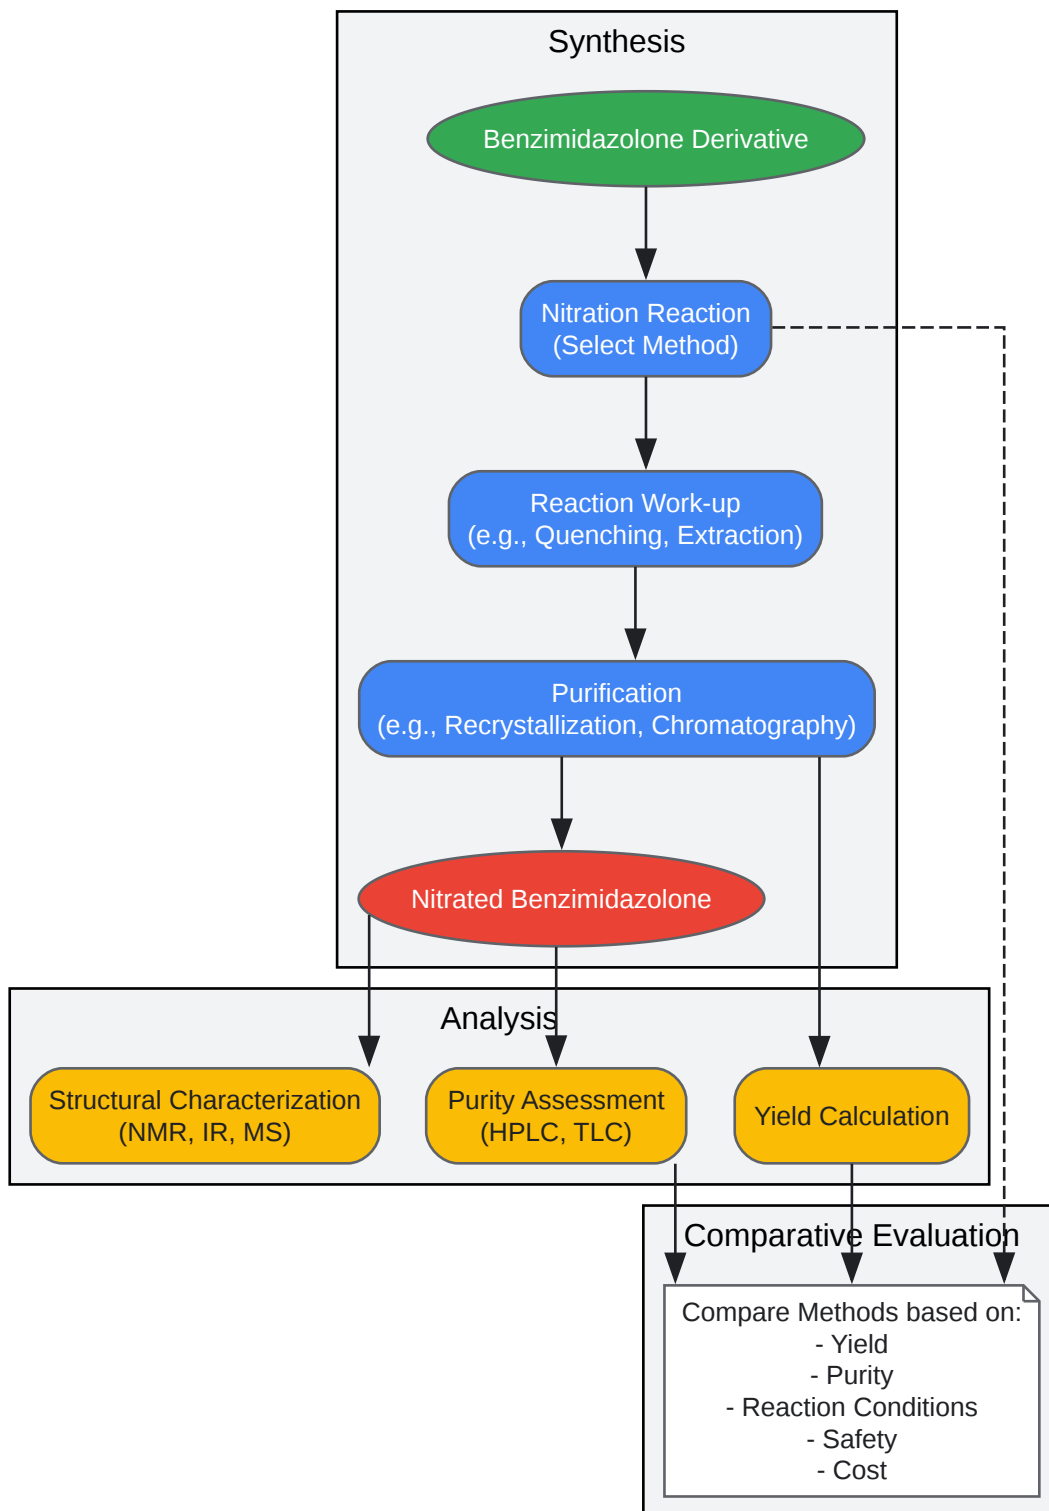 Synthesis
Benzimidazolone Derivative
Nitration Reaction
(Select Method)
Reaction Work-up
(e.g., Quenching, Extraction)
Purification
(e.g., Recrystallization, Chromatography)
Nitrated Benzimidazolone
Analysis
Structural Characterization
(NMR, IR, MS)
Purity Assessment
(HPLC, TLC)
Yield Calculation
Comparative Evaluation
Compare Methods based on:
- Yield
- Purity
- Reaction Conditions
- Safety
- Cost